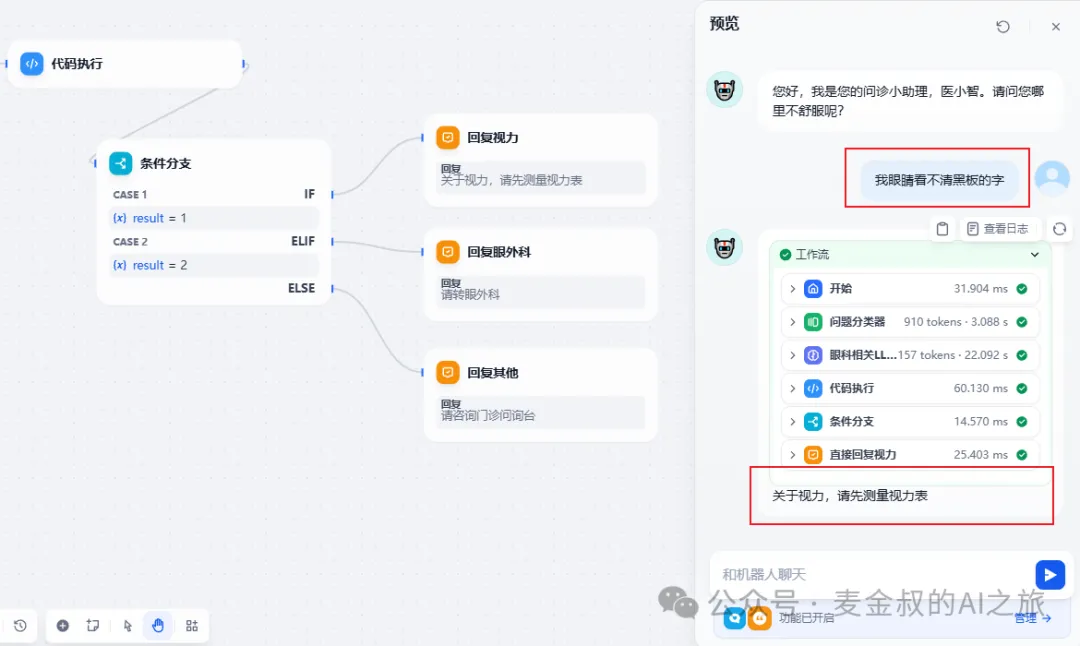 代码执行
条件分支
CASE 1
IF
(x) result = 1
CASE 2
ELIF
(x) result = 2
ELSE
回复视力
回复
关于视力，请先测量视力表
回复眼外科
回复
请转眼外科
回复其他
回复
请咨询门诊问询台
预览
您好，我是您的问诊小助理，医小智。请问您哪
里不舒服呢?
我眼睛看不清黑板的字
查看日志
工作流
开始 31.904 ms
问题分类器 910 tokens · 3.088 s
眼科相关LL...157 tokens · 22.092 s
代码执行 60.130 ms
条件分支 14.570 ms
直接回复视力 25.403 ms
关于视力，请先测量视力表
和机器人聊天
公众号 · 麦金叔的AI之旅
功能已开启
管理 →